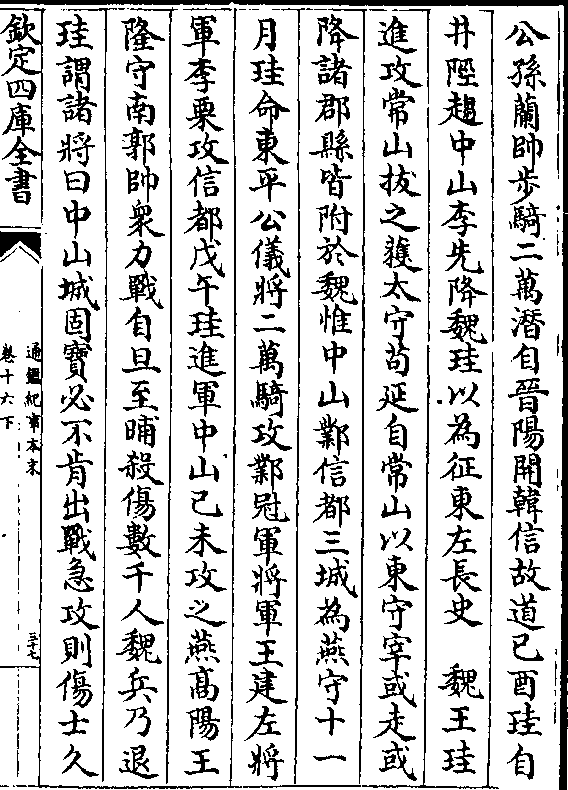 公孫蘭帥步騎二萬潛自晉陽開韓信故道己酉珪自
井陘趨中山李先降魏珪以為征東左長史　魏王珪
進攻常山拔之獲太守苟延自常山以東守宰或走或
降諸郡縣皆附於魏惟中山鄴信都三城為燕守十一
月珪命東平公儀將二萬騎攻鄴冠軍將軍王建左將
軍李栗攻信都戊午珪進軍中山己未攻之燕髙陽王
隆守南郭帥衆力戰自旦至晡殺傷數千人魏兵乃退
珪謂諸將曰中山城固寶必不肯出戰急攻則傷士久
欽定四庫全書
通鑑紀事本末
卷十六下
三十七